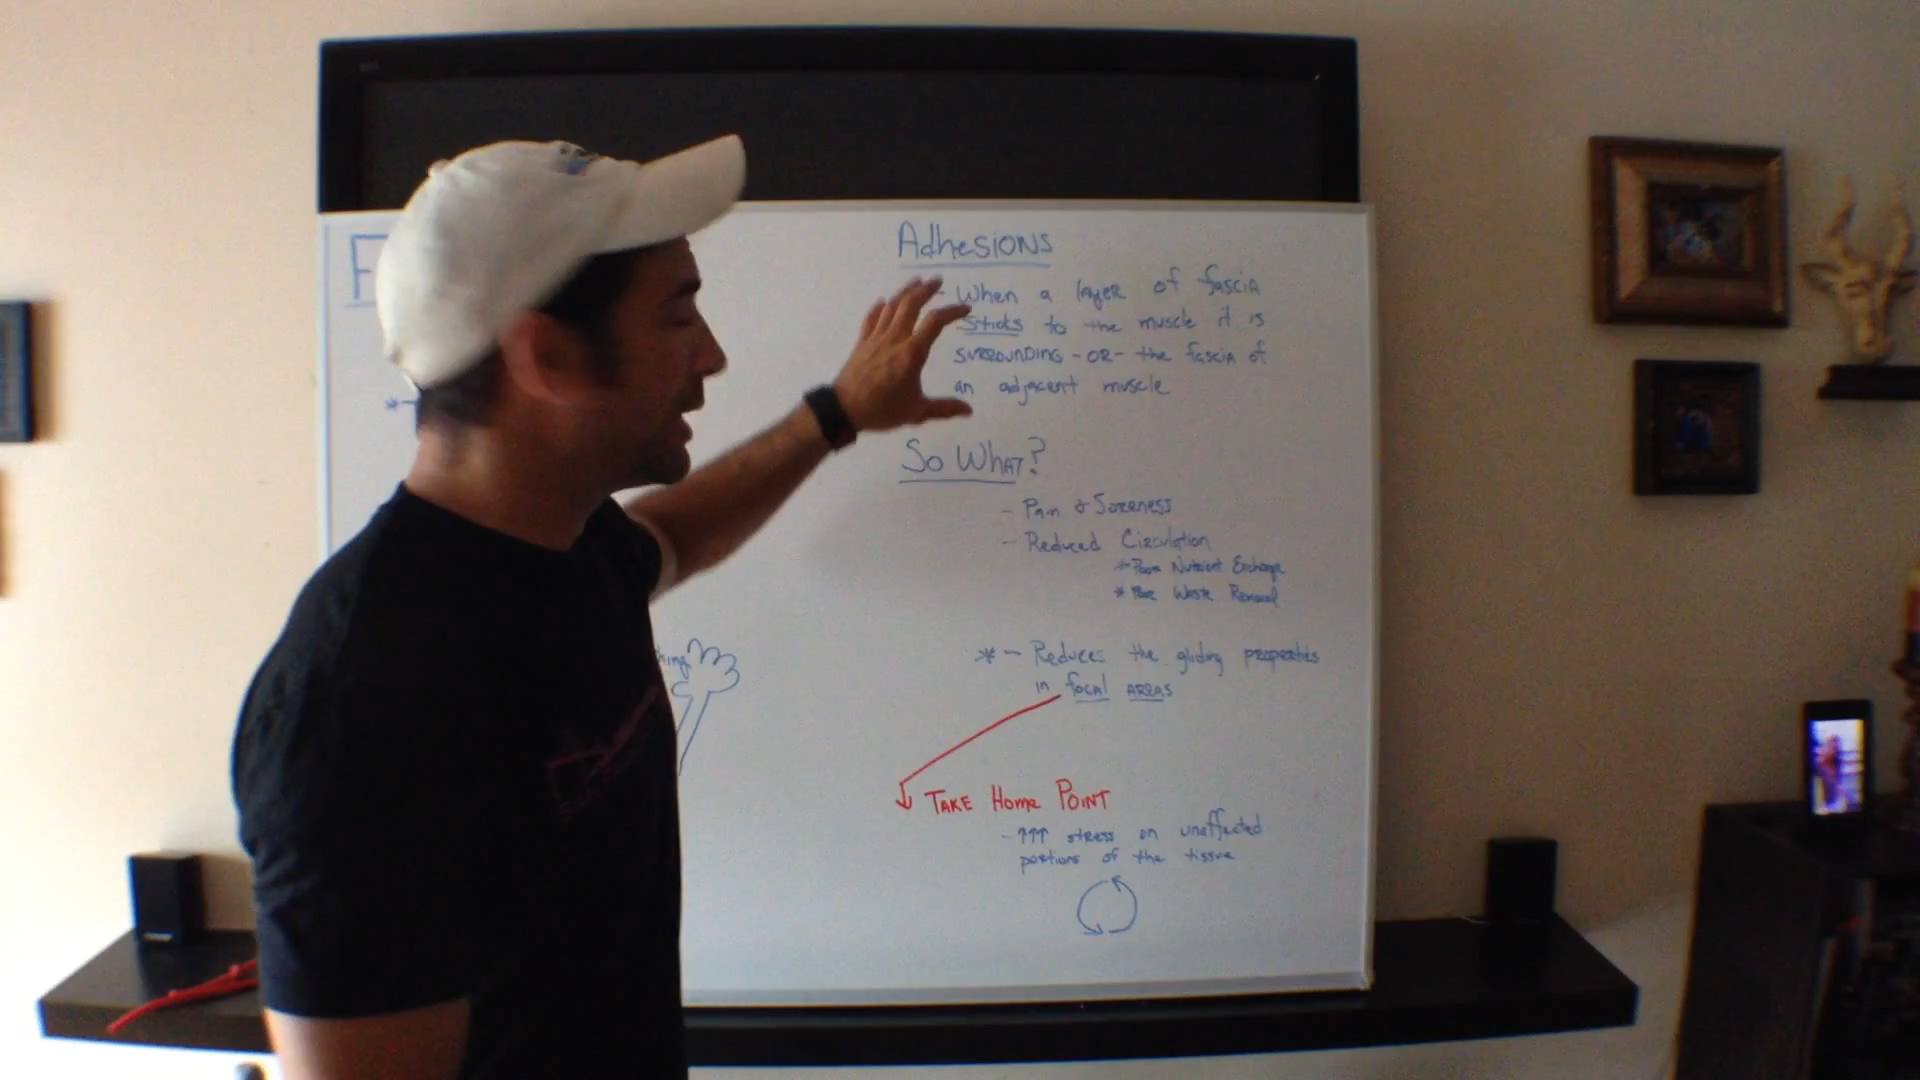 F
*-
hing
Adhesions
- When a layer of fascia
sticks to the muscle it is
surrounding -OR- the fascia of
an adjacent muscle
So What?
- Pain & Soreness
- Reduced Circulation
* Poor Nutrient Exchange
* Poor Waste Removal
* - Reduces the gliding properties
in focal areas
Take Home Point
- ↑↑↑ stress on unaffected
portions of the tissue